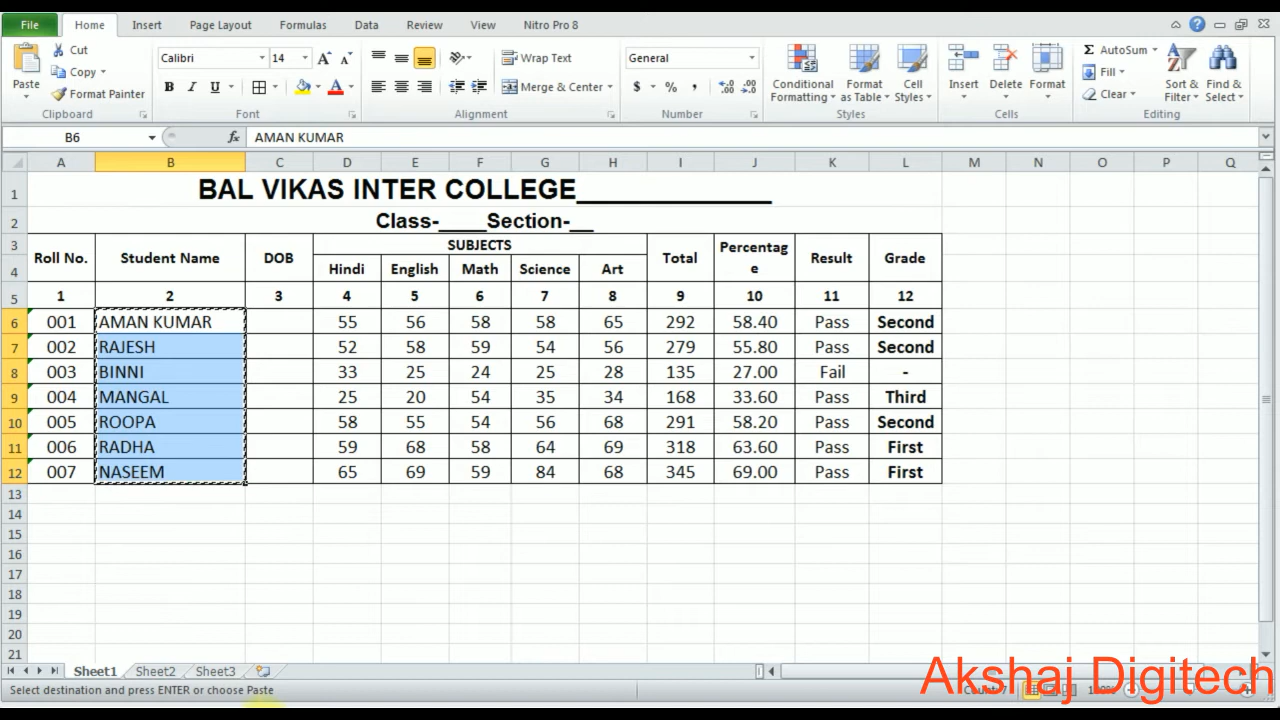 File Home Insert Page Layout Formulas Data Review View Nitro Pro 8
Paste Cut Copy Format Painter Clipboard
Calibri 14 B I U Font
Wrap Text Merge & Center Alignment
General $ % , Number
Conditional Formatting Format as Table Cell Styles Styles
Insert Delete Format Cells
Σ AutoSum Fill Clear Sort & Filter Find & Select Editing
B6 fx AMAN KUMAR
A B C D E F G H I J K L M N O P Q
1 BAL VIKAS INTER COLLEGE_____________
2 Class-____Section-__
3 Roll No. Student Name DOB SUBJECTS Total Percentage Result Grade
4 Hindi English Math Science Art
5 1 2 3 4 5 6 7 8 9 10 11 12
6 001 AMAN KUMAR 55 56 58 58 65 292 58.40 Pass Second
7 002 RAJESH 52 58 59 54 56 279 55.80 Pass Second
8 003 BINNI 33 25 24 25 28 135 27.00 Fail -
9 004 MANGAL 25 20 54 35 34 168 33.60 Pass Third
10 005 ROOPA 58 55 54 56 68 291 58.20 Pass Second
11 006 RADHA 59 68 58 64 69 318 63.60 Pass First
12 007 NASEEM 65 69 59 84 68 345 69.00 Pass First
13
14
15
16
17
18
19
20
21
Sheet1 Sheet2 Sheet3
Select destination and press ENTER or choose Paste
Akshaj Digitech